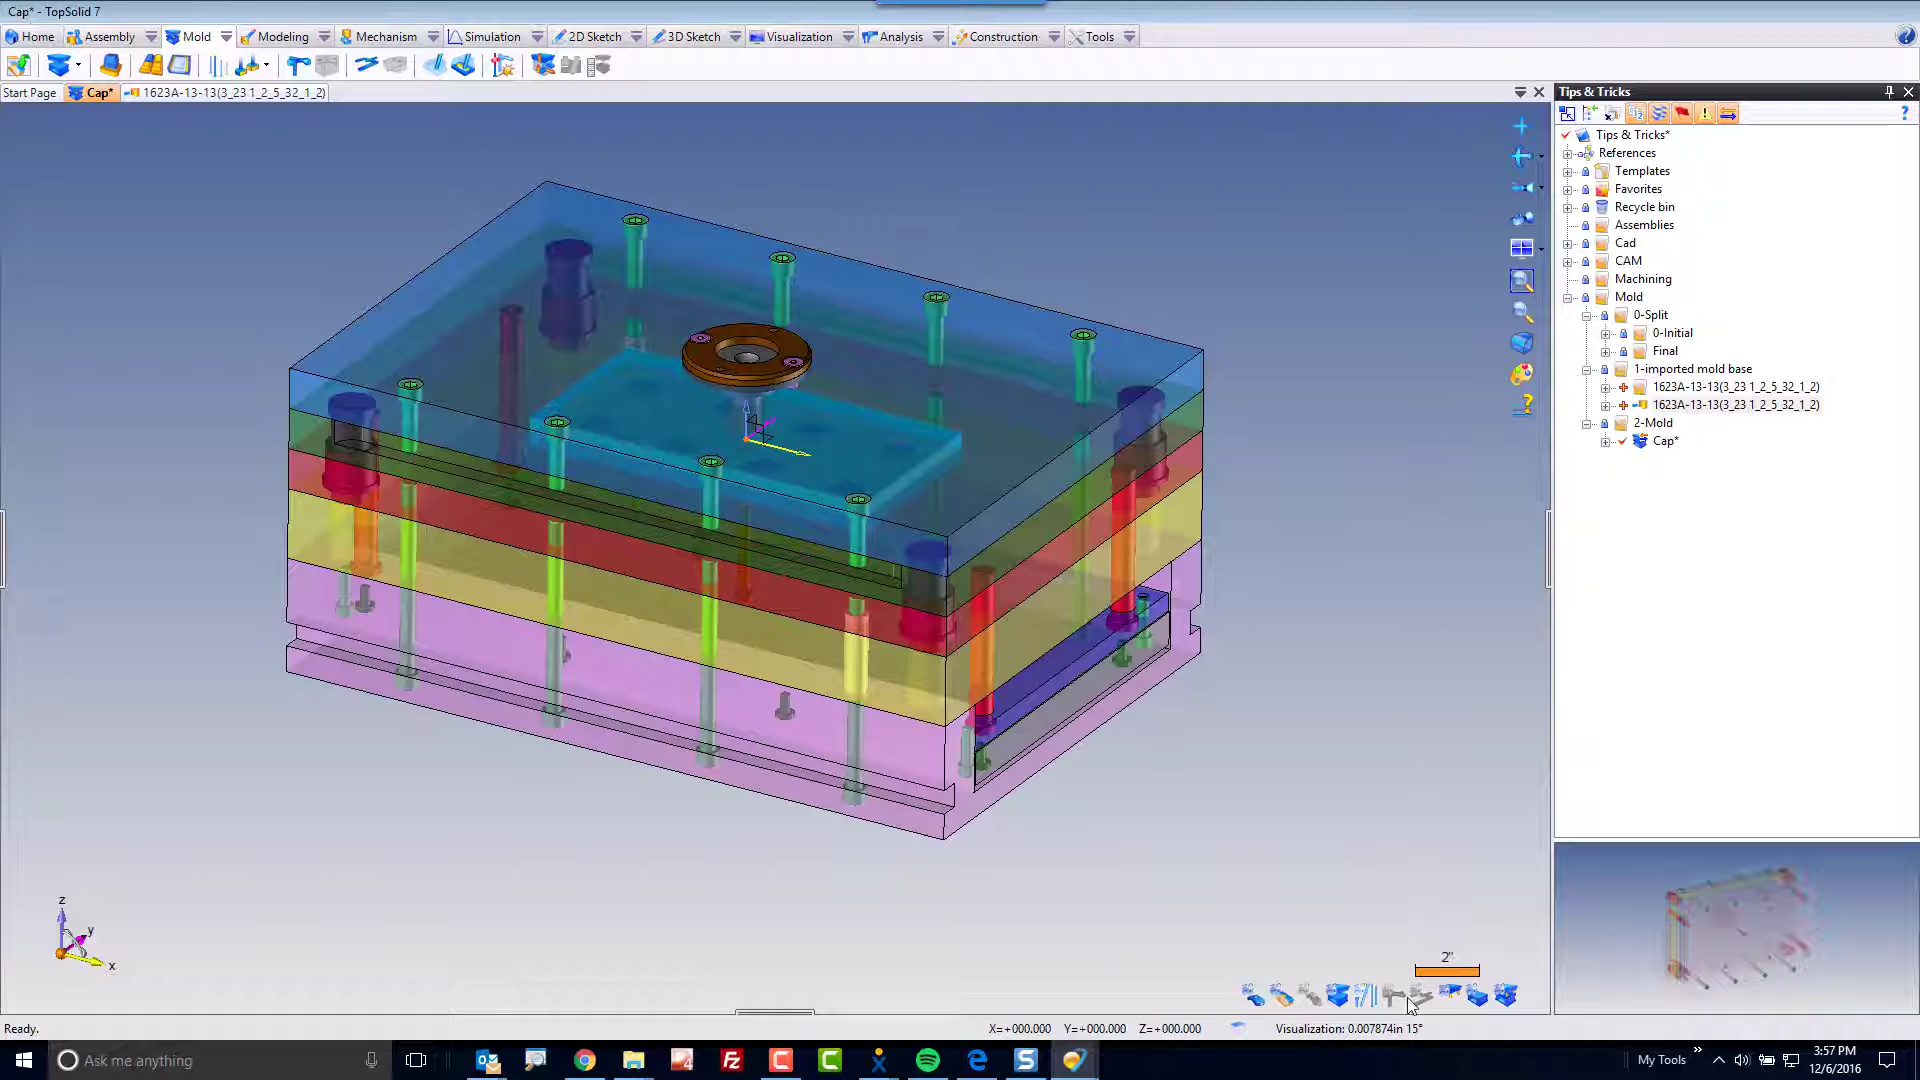 Cap* - TopSolid 7
Home Assembly Mold Modeling Mechanism Simulation 2D Sketch 3D Sketch Visualization Analysis Construction Tools
Start Page Cap* 1623A-13-13(3_23 1_2_5_32_1_2)
Tips & Tricks
Tips & Tricks*
References
Templates
Favorites
Recycle bin
Assemblies
Cad
CAM
Machining
Mold
0-Split
0-Initial
Final
1-imported mold base
1623A-13-13(3_23 1_2_5_32_1_2)
1623A-13-13(3_23 1_2_5_32_1_2)
2-Mold
Cap*
z
y
x
2"
Ready.
X=+000.000 Y=+000.000 Z=+000.000
Visualization: 0.007874in 15°
Ask me anything
My Tools
3:57 PM
12/6/2016